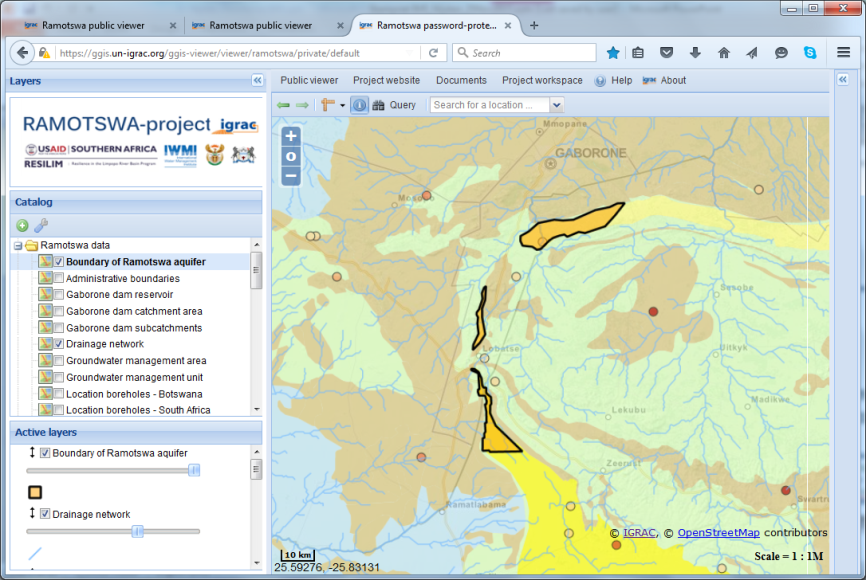 Ramotswa public viewer
Ramotswa public viewer
Ramotswa password-prote...
https://ggis.un-igrac.org/ggis-viewer/viewer/ramotswa/private/default
Search
Layers
Public viewer Project website Documents Project workspace Help igrac About
Query Search for a location ...
RAMOTSWA-project igrac
USAID SOUTHERN AFRICA IWMI
RESILIM
Catalog
Ramotswa data
Boundary of Ramotswa aquifer
Administrative boundaries
Gaborone dam reservoir
Gaborone dam catchment area
Gaborone dam subcatchments
Drainage network
Groundwater management area
Groundwater management unit
Location boreholes - Botswana
Location boreholes - South Africa
Active layers
Boundary of Ramotswa aquifer
Drainage network
Mmopane
GABORONE
Sesobe
Lobatse
Uitkyk
Madikwe
Lekubu
Zeerust
Ramatlabama
Swartru
© IGRAC, © OpenStreetMap contributors
10 km
Scale = 1 : 1M
25.59276, -25.83131